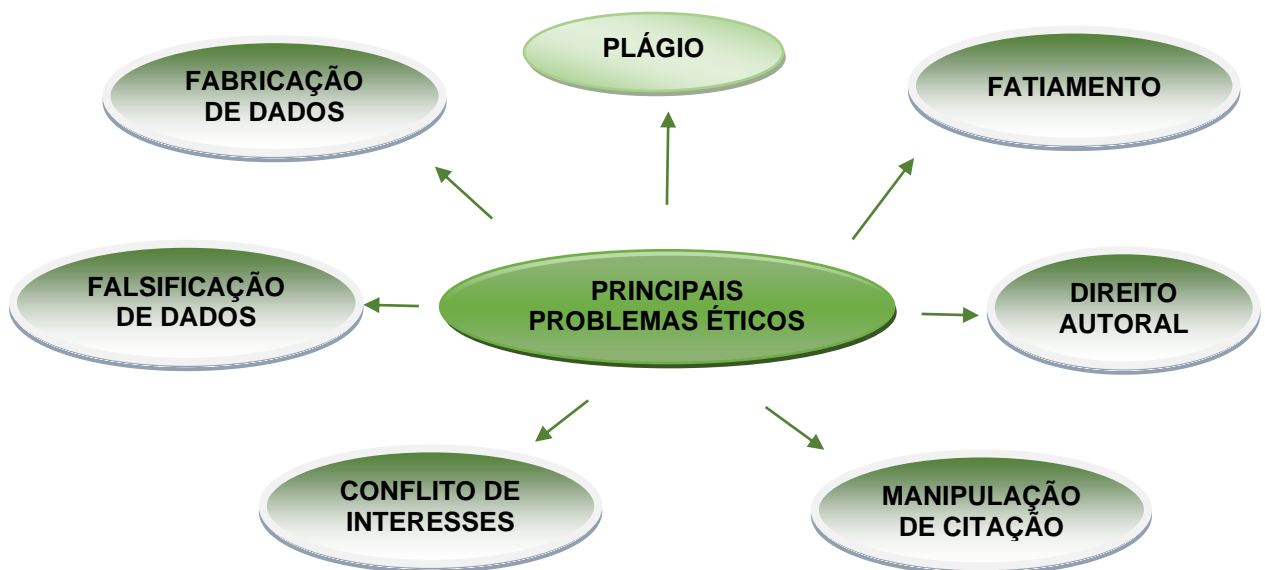 PLÁGIO
FABRICAÇÃO
DE DADOS
FATIAMENTO
FALSIFICAÇÃO
DE DADOS
PRINCIPAIS
PROBLEMAS ÉTICOS
DIREITO
AUTORAL
CONFLITO DE
INTERESSES
MANIPULAÇÃO
DE CITAÇÃO